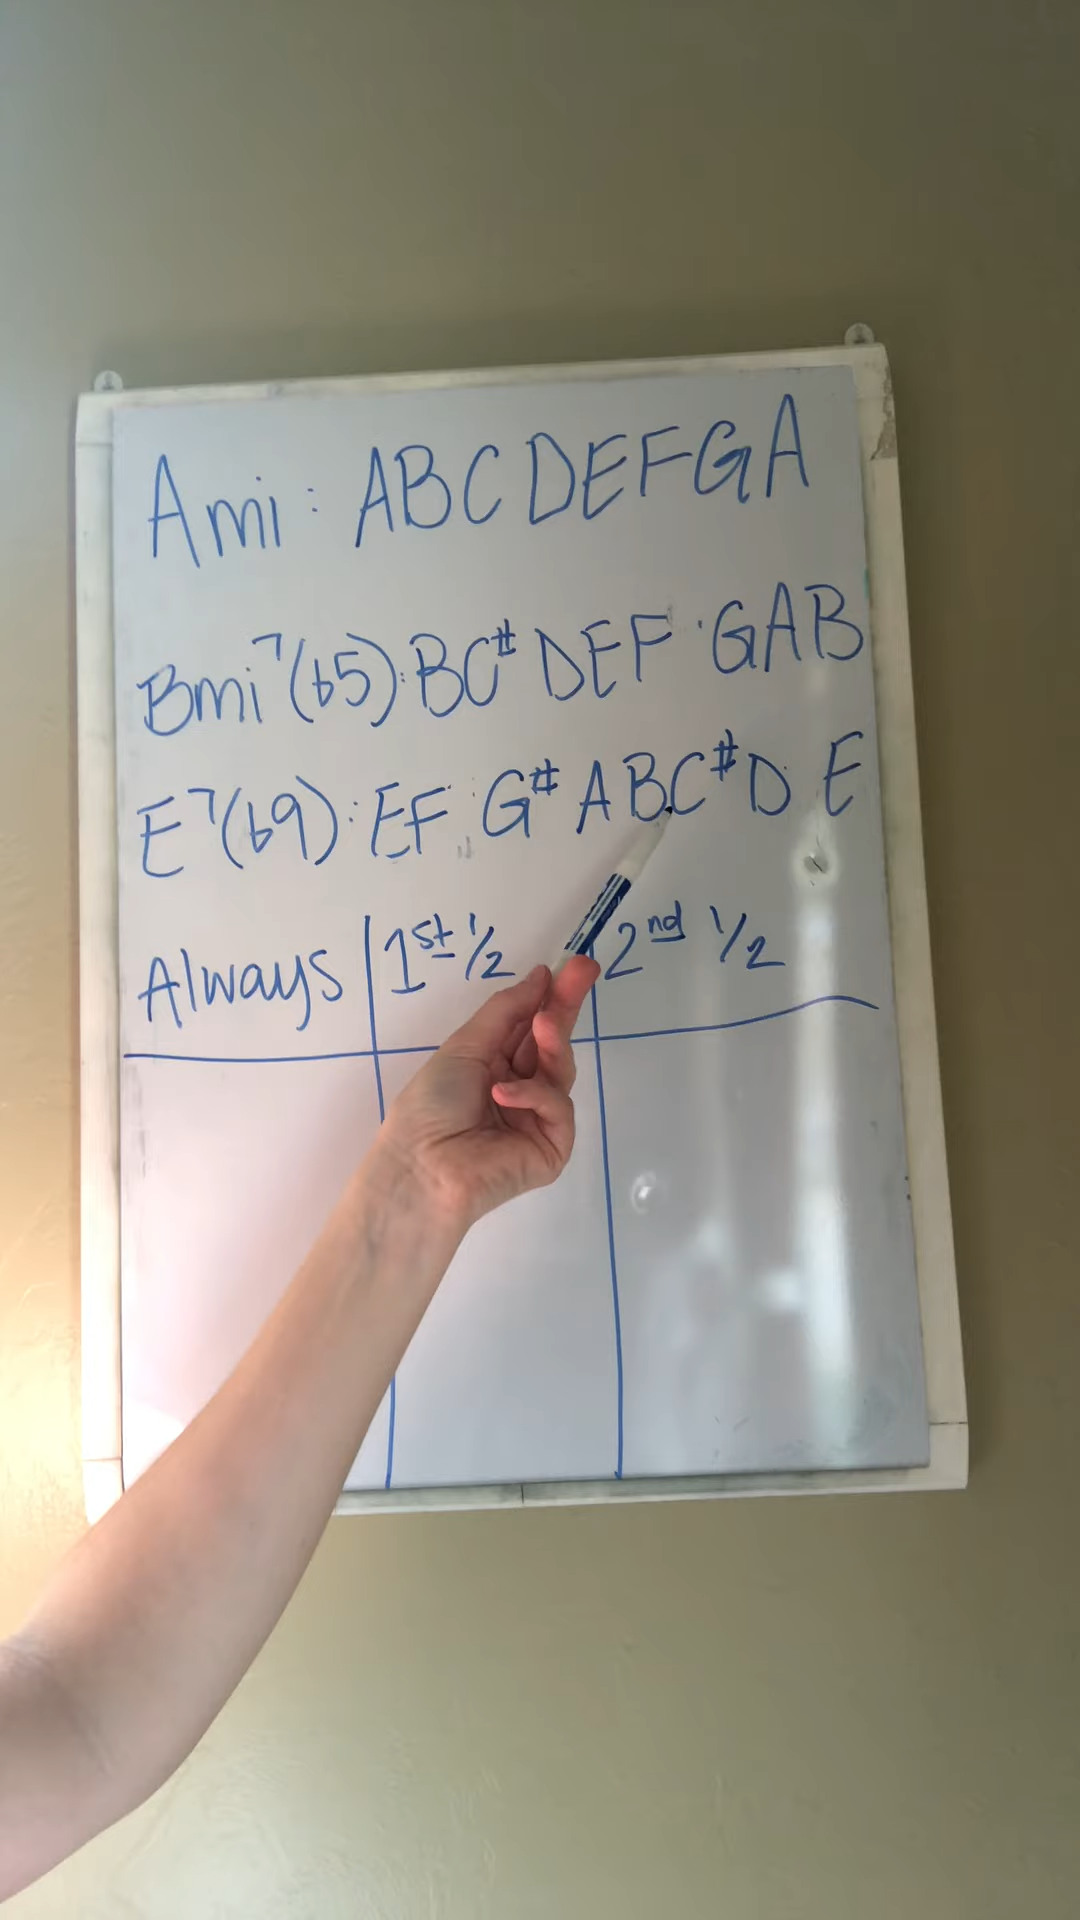 Ami: ABCDEFGA
Bmi7(b5): BC# DEF GAB
E7(b9): EF G# ABC# D E
Always 1st 1/2 2nd 1/2